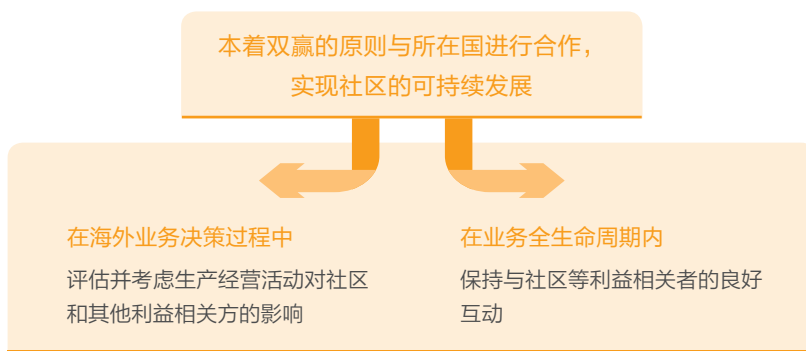 本着双赢的原则与所在国进行合作，
实现社区的可持续发展
在海外业务决策过程中
评估并考虑生产经营活动对社区
和其他利益相关方的影响
在业务全生命周期内
保持与社区等利益相关者的良好
互动